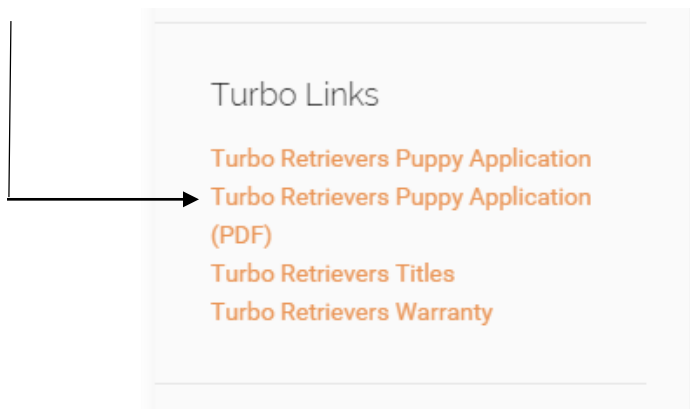 Turbo Links
Turbo Retrievers Puppy Application
Turbo Retrievers Puppy Application
(PDF)
Turbo Retrievers Titles
Turbo Retrievers Warranty